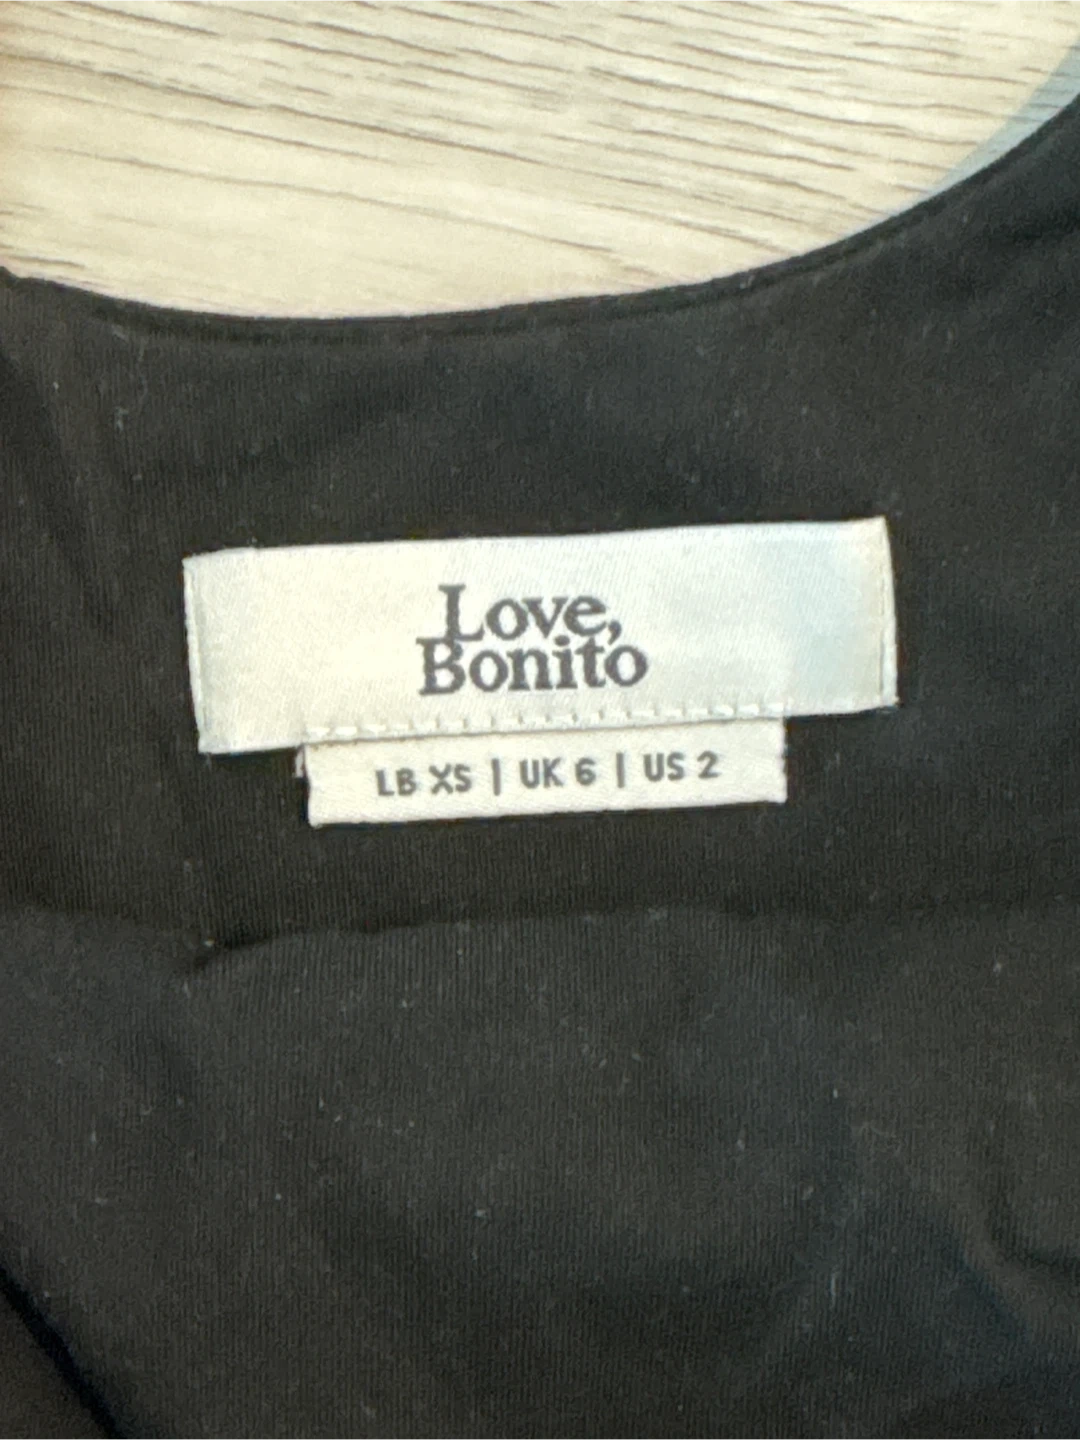 Love,
Bonito
LB XS | UK 6 | US 2